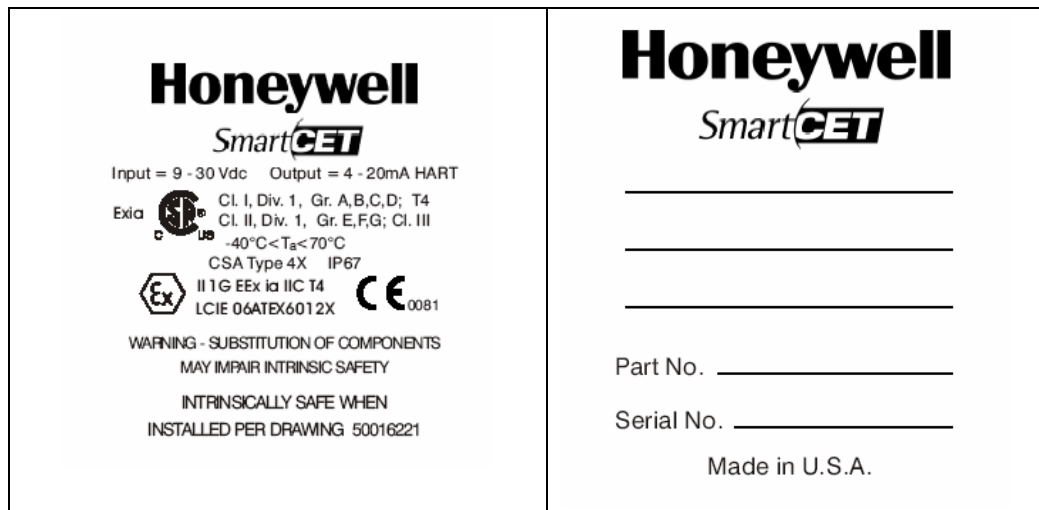 Honeywell
SmartCET
Input = 9 - 30 Vdc Output = 4 - 20mA HART
Exia
CSA ®
C US
Cl. I, Div. 1, Gr. A,B,C,D; T4
Cl. II, Div. 1, Gr. E,F,G; Cl. III
-40°C<Ta<70°C
CSA Type 4X IP67
Ex
II 1G EEx ia IIC T4
LCIE 06ATEX6012X
CE 0081
WARNING - SUBSTITUTION OF COMPONENTS
MAY IMPAIR INTRINSIC SAFETY
INTRINSICALLY SAFE WHEN
INSTALLED PER DRAWING 50016221
Honeywell
SmartCET
Part No.
Serial No.
Made in U.S.A.